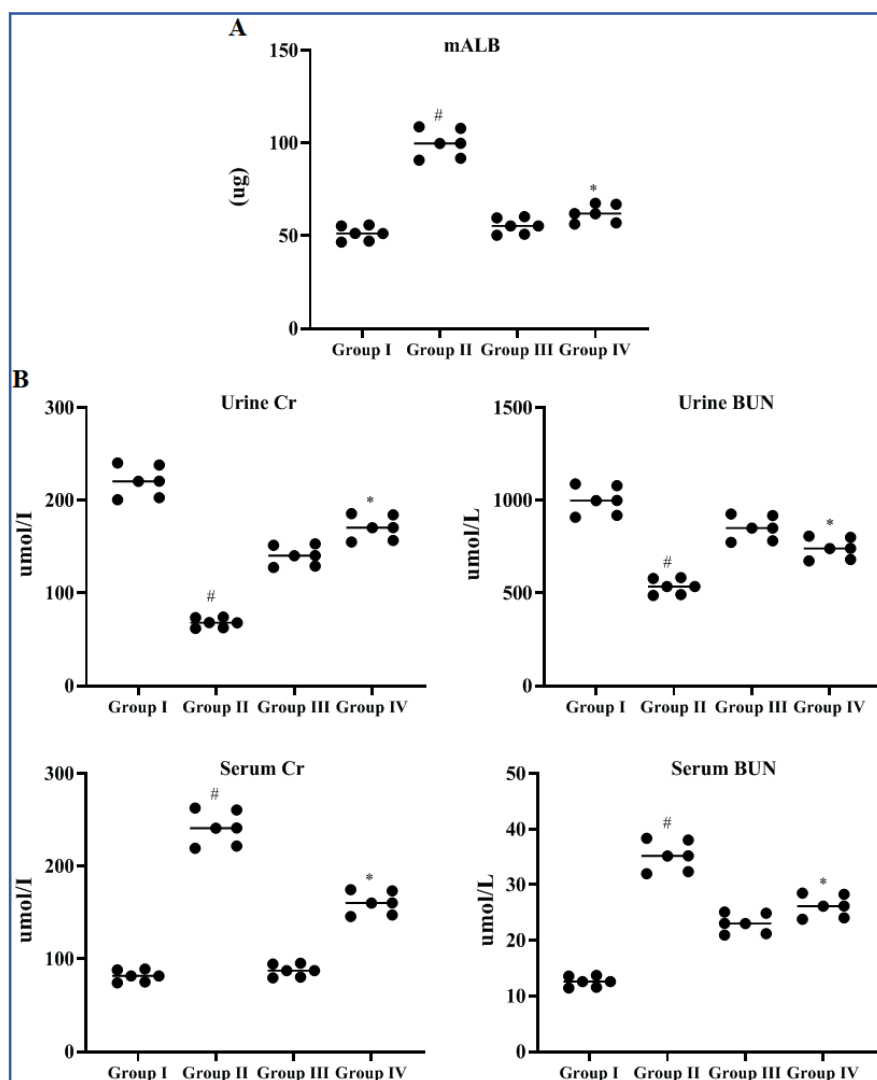 A
mALB
150
#
100
(ug)
*
50
0
Group I Group II Group III Group IV
B
Urine Cr
300
*
200
umol/I
100
#
0
Group I Group II Group III Group IV
Urine BUN
1500
1000
umol/L
*
#
500
0
Group I Group II Group III Group IV
Serum Cr
300
#
200
umol/I
*
100
0
Group I Group II Group III Group IV
Serum BUN
50
40
#
30
umol/L
*
20
10
0
Group I Group II Group III Group IV